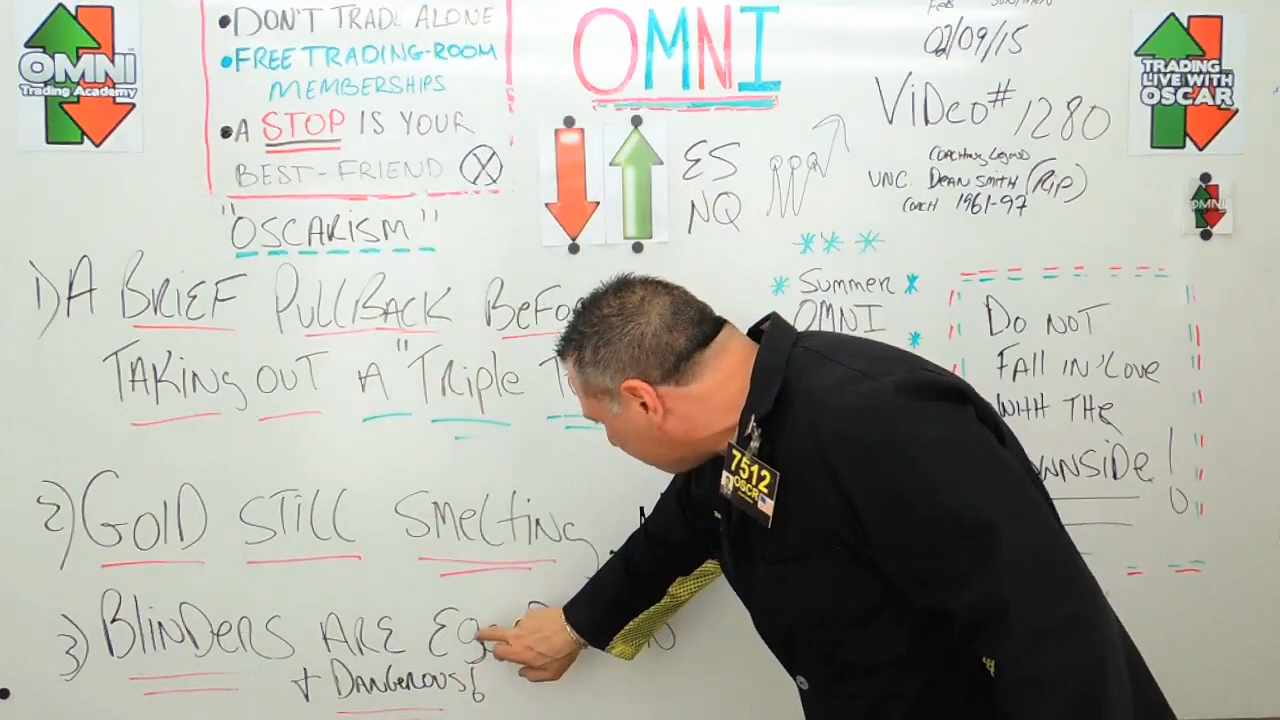 OMNI
Trading Academy
•DON'T TRADE ALONE
•FREE TRADING-ROOM
MEMBERSHIPS
•A STOP IS YOUR
BEST-FRIEND
"OSCARISM"
OMNI
ES
NQ
02/09/15
VIDEO# 1280
COACHING LEGEND
UNC. DEAN SMITH (RIP)
COACH 1961-97
TRADING
LIVE WITH
OSCAR
OMNI
1) A BRIEF PULLBACK
TAKING OUT A "TRIPLE
2) GOLD STILL SMELTING
3) BLINDERS ARE
+ DANGEROUS!
* Summer *
OMNI
DO NOT
FALL IN LOVE
WITH THE
7512
OSCR